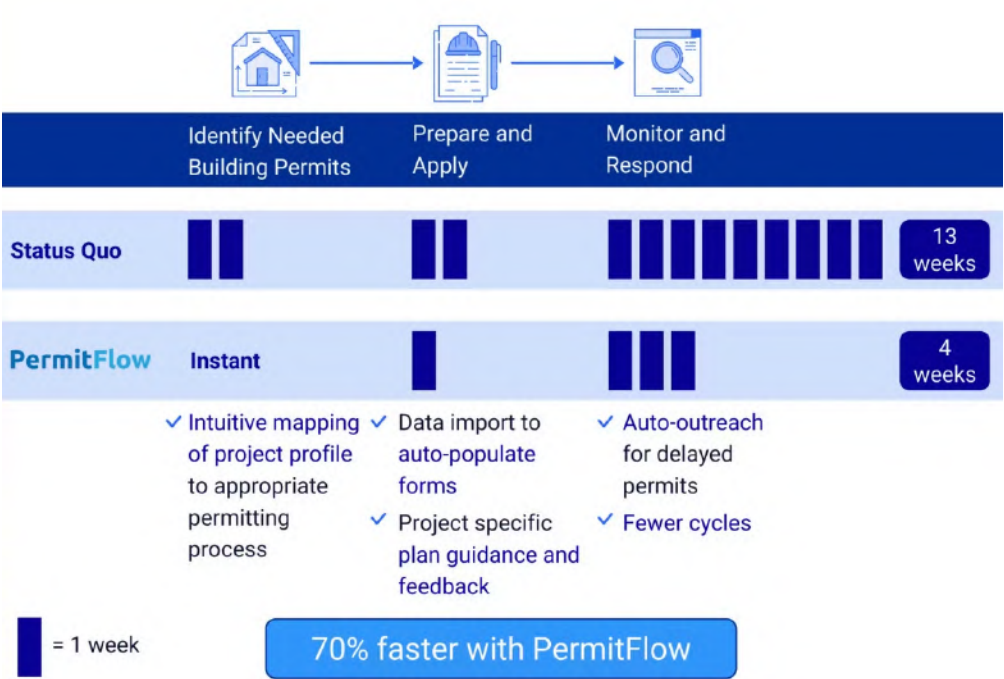 Identify Needed
Building Permits
Prepare and
Apply
Monitor and
Respond
Status Quo
13
weeks
PermitFlow
Instant
4
weeks
Intuitive mapping
of project profile
to appropriate
permitting
process
Data import to
auto-populate
forms
Project specific
plan guidance and
feedback
Auto-outreach
for delayed
permits
Fewer cycles
= 1 week
70% faster with PermitFlow